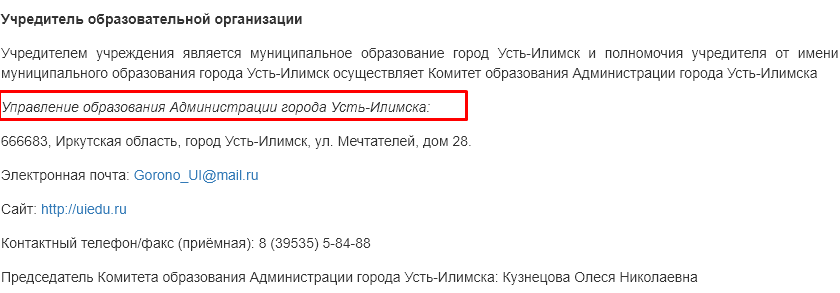 Учредитель образовательной организации
Учредителем учреждения является муниципальное образование город Усть-Илимск и полномочия учредителя от имени
муниципального образования города Усть-Илимск осуществляет Комитет образования Администрации города Усть-Илимска
Управление образования Администрации города Усть-Илимска:
666683, Иркутская область, город Усть-Илимск, ул. Мечтателей, дом 28.
Электронная почта: Gorono_UI@mail.ru
Сайт: http://uiedu.ru
Контактный телефон/факс (приёмная): 8 (39535) 5-84-88
Председатель Комитета образования Администрации города Усть-Илимска: Кузнецова Олеся Николаевна